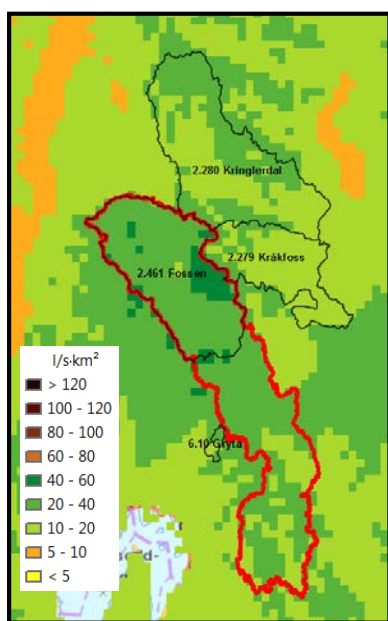 2.280 Kringlerdal
2.279 Kråkfoss
2.461 Fossen
6.10 Gryta
l/s·km²
> 120
100 - 120
80 - 100
60 - 80
40 - 60
20 - 40
10 - 20
5 - 10
< 5